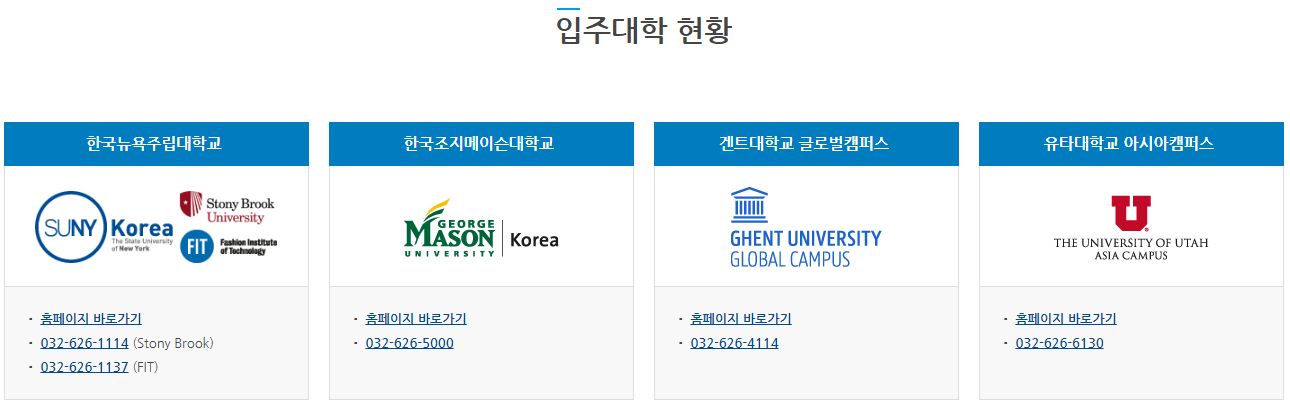 입주대학 현황
한국뉴욕주립대학교
SUNY Korea
The State University
of New York
Stony Brook
University
FIT
Fashion Institute
of Technology
홈페이지 바로가기
032-626-1114 (Stony Brook)
032-626-1137 (FIT)
한국조지메이슨대학교
GEORGE
MASON
UNIVERSITY
Korea
홈페이지 바로가기
032-626-5000
겐트대학교 글로벌캠퍼스
GHENT UNIVERSITY
GLOBAL CAMPUS
홈페이지 바로가기
032-626-4114
유타대학교 아시아캠퍼스
U
THE UNIVERSITY OF UTAH
ASIA CAMPUS
홈페이지 바로가기
032-626-6130